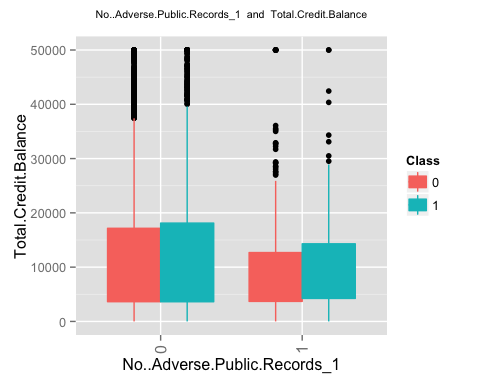 No..Adverse.Public.Records_1 and Total.Credit.Balance
50000
40000
30000
20000
10000
0
Total.Credit.Balance
0
1
No..Adverse.Public.Records_1
Class
0
1